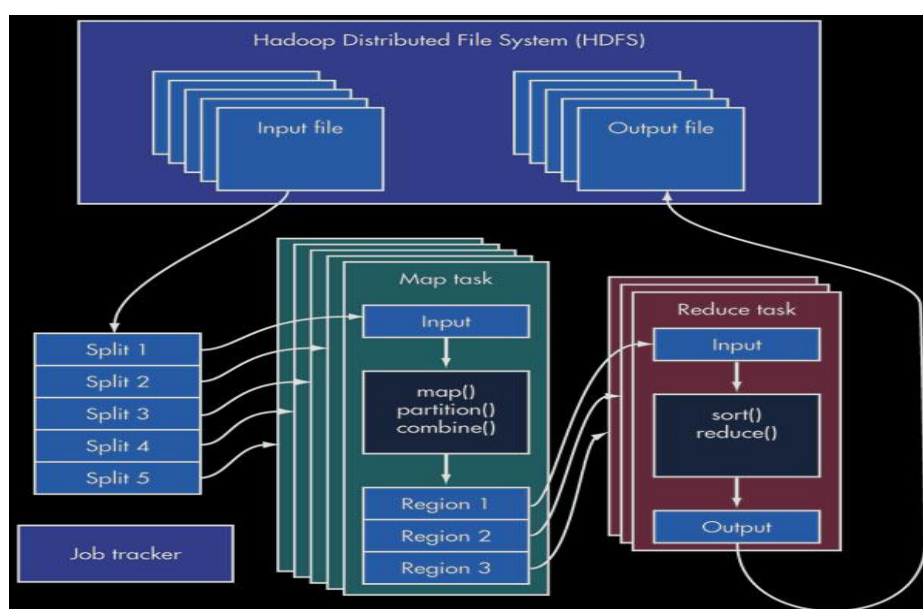 Hadoop Distributed File System (HDFS)
Input file
Output file
Split 1
Split 2
Split 3
Split 4
Split 5
Job tracker
Map task
Input
map()
partition()
combine()
Region 1
Region 2
Region 3
Reduce task
Input
sort()
reduce()
Output